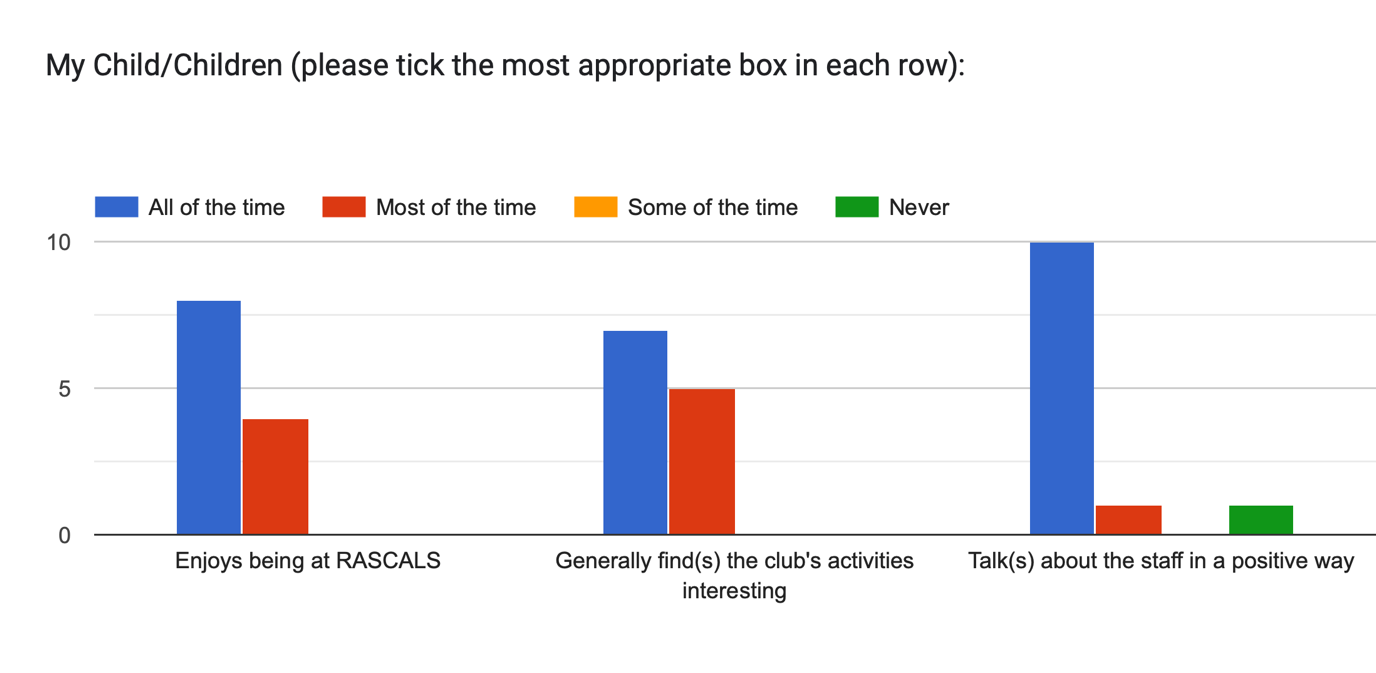 My Child/Children (please tick the most appropriate box in each row):
All of the time Most of the time Some of the time Never
10
5
0
Enjoys being at RASCALS Generally find(s) the club's activities Talk(s) about the staff in a positive way
interesting